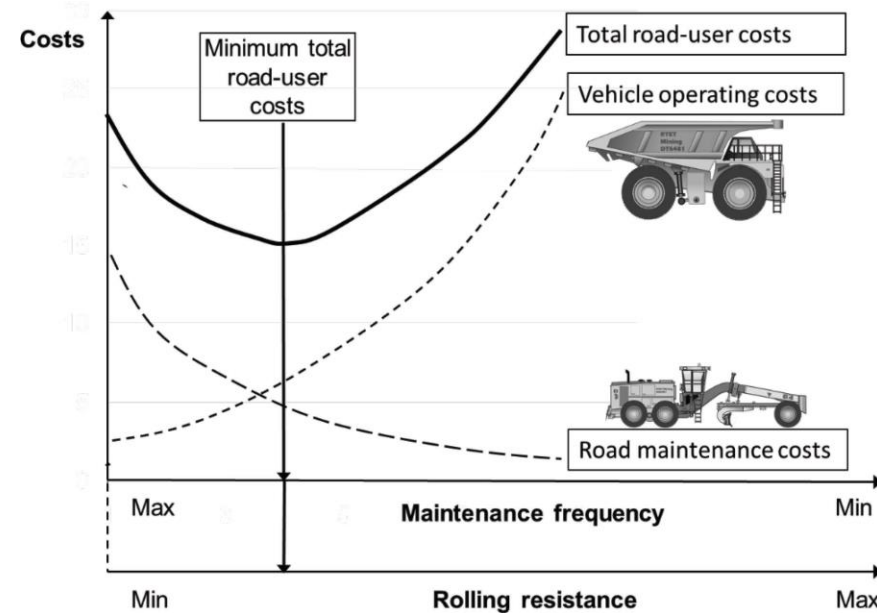 Costs
Minimum total
road-user
costs
Total road-user costs
Vehicle operating costs
Road maintenance costs
Max
Maintenance frequency
Min
Min
Rolling resistance
Max